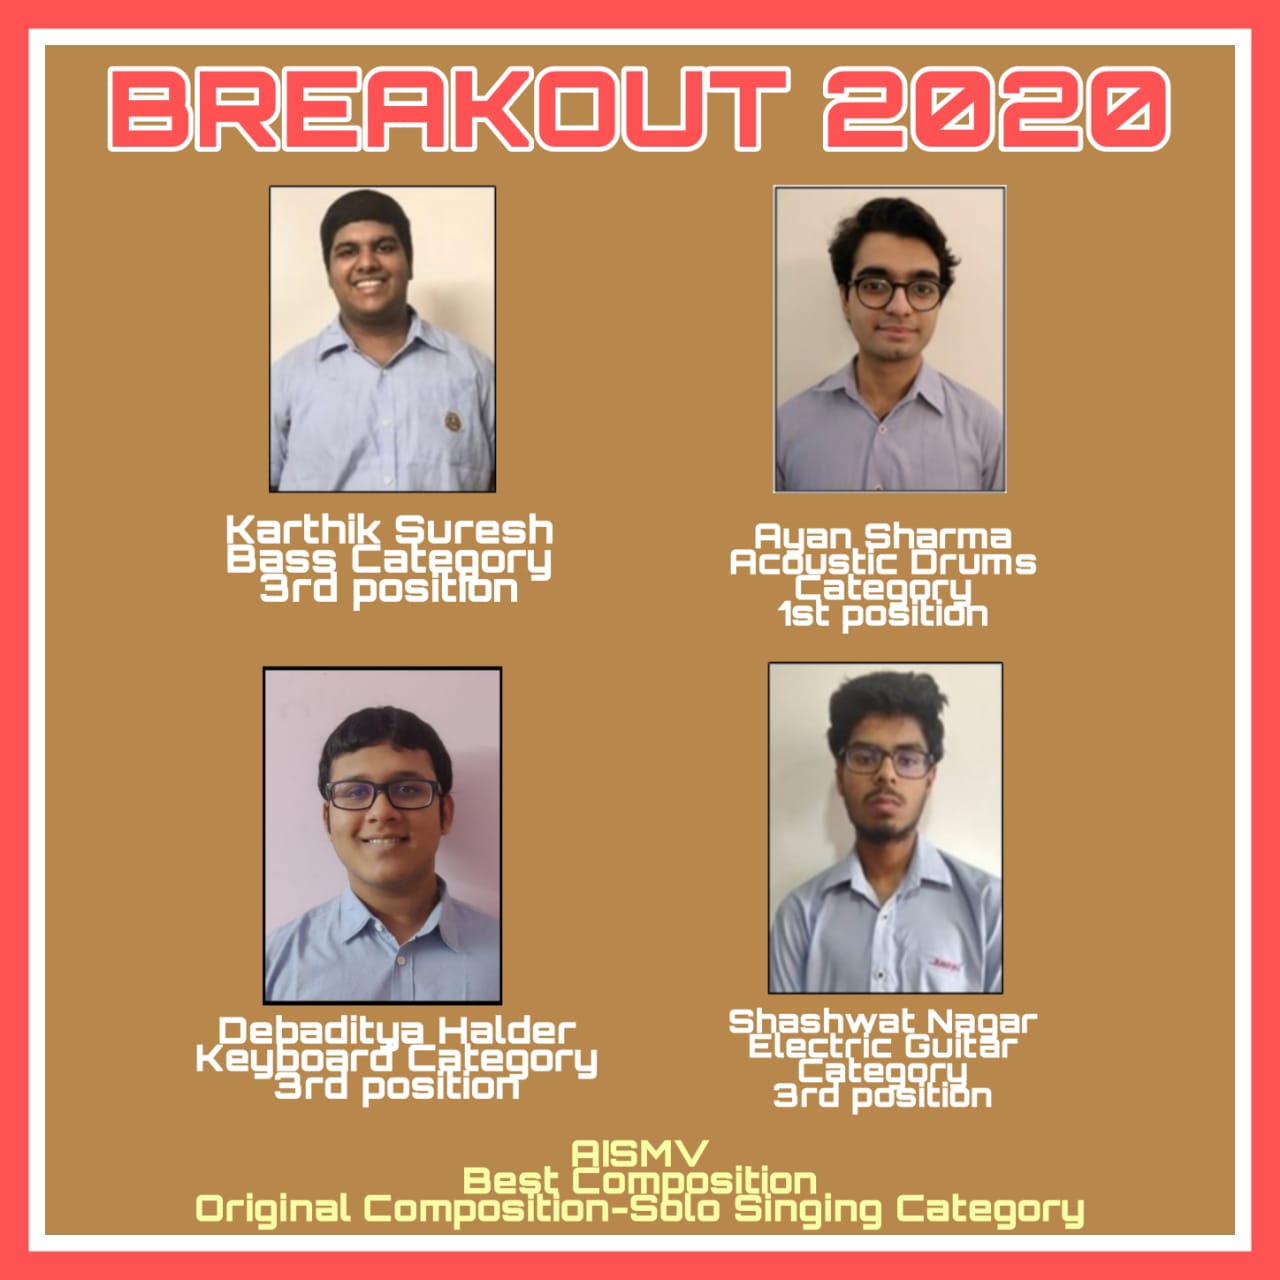 BREAKOUT 2020
Karthik Suresh
Bass Category
3rd position
Ayan Sharma
Acoustic Drums
Category
1st position
Debaditya Halder
Keyboard Category
3rd position
Shashwat Nagar
Electric Guitar
Category
3rd position
AISMV
Best Composition
Original Composition-Solo Singing Category